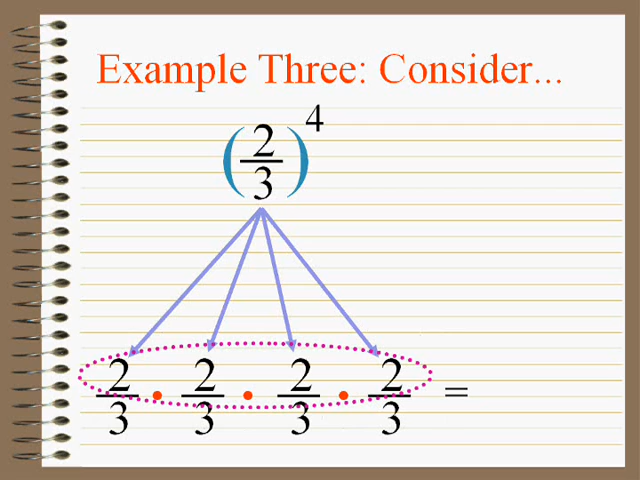 Example Three: Consider...
(2/3)^4
2/3 • 2/3 • 2/3 • 2/3 =